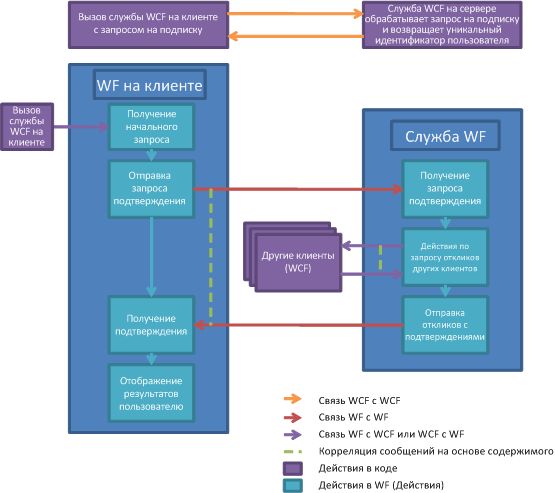 Вызов службы WCF на клиенте
с запросом на подписку
Служба WCF на сервере
обрабатывает запрос на подписку
и возвращает уникальный
идентификатор пользователя
WF на клиенте
Вызов
службы
WCF на
клиенте
Получение
начального
запроса
Отправка
запроса
подтверждения
Получение
подтверждения
Отображение
результатов
пользователю
Служба WF
Получение
запроса
подтверждения
Другие клиенты
(WCF)
Действия по
запросу откликов
других клиентов
Отправка
откликов с
подтверждениями
Связь WCF с WCF
Связь WF с WF
Связь WF с WCF или WCF с WF
Корреляция сообщений на основе содержимого
Действия в коде
Действия в WF (Действия)